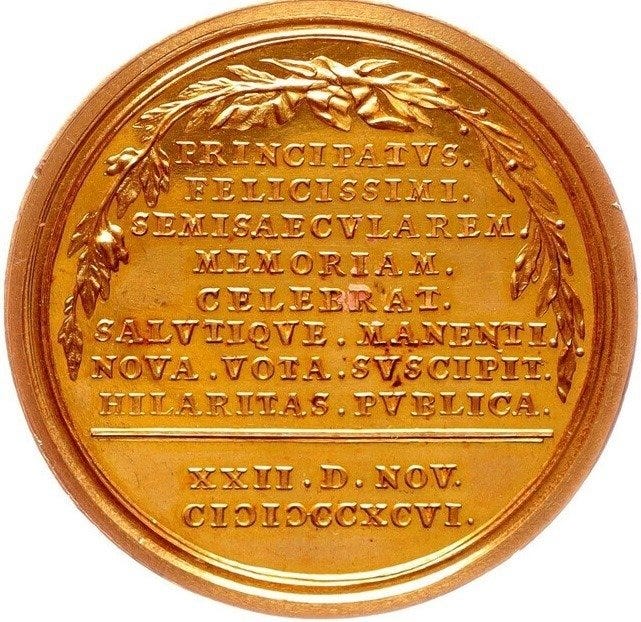 PRINCIPATVS.
FELICISSIMI.
SEMISAECVLAREM
MEMORIAM.
CELEBRAT.
SALVTIQVE . MANENTI.
NOVA . VOTA . SVSCIPIT.
HILARITAS . PVBLICA.
XXII . D . NOV.
CIƆIƆCCXCVI.